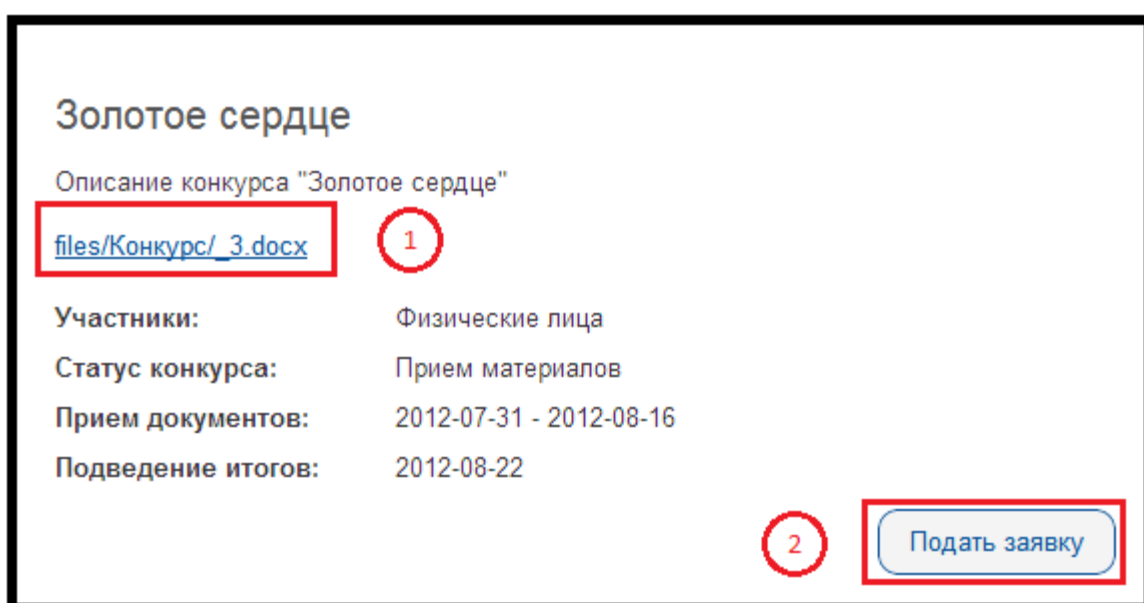 Золотое сердце
Описание конкурса "Золотое сердце"
files/Конкурс/_3.docx
1
Участники: Физические лица
Статус конкурса: Прием материалов
Прием документов: 2012-07-31 - 2012-08-16
Подведение итогов: 2012-08-22
2
Подать заявку